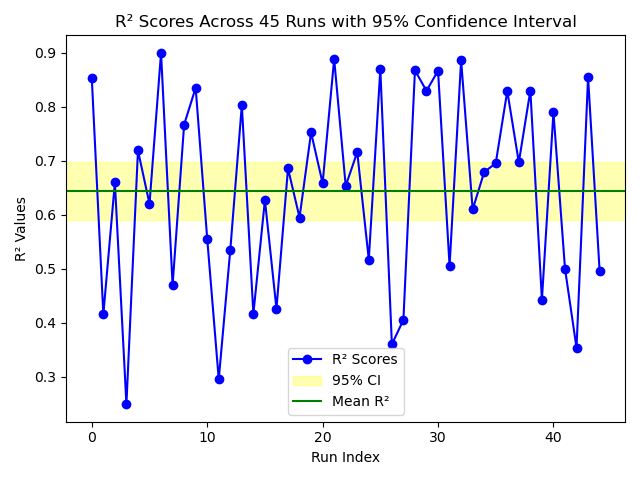 R² Scores Across 45 Runs with 95% Confidence Interval
R² Values
0.9
0.8
0.7
0.6
0.5
0.4
0.3
R² Scores
95% CI
Mean R²
0 10 20 30 40
Run Index